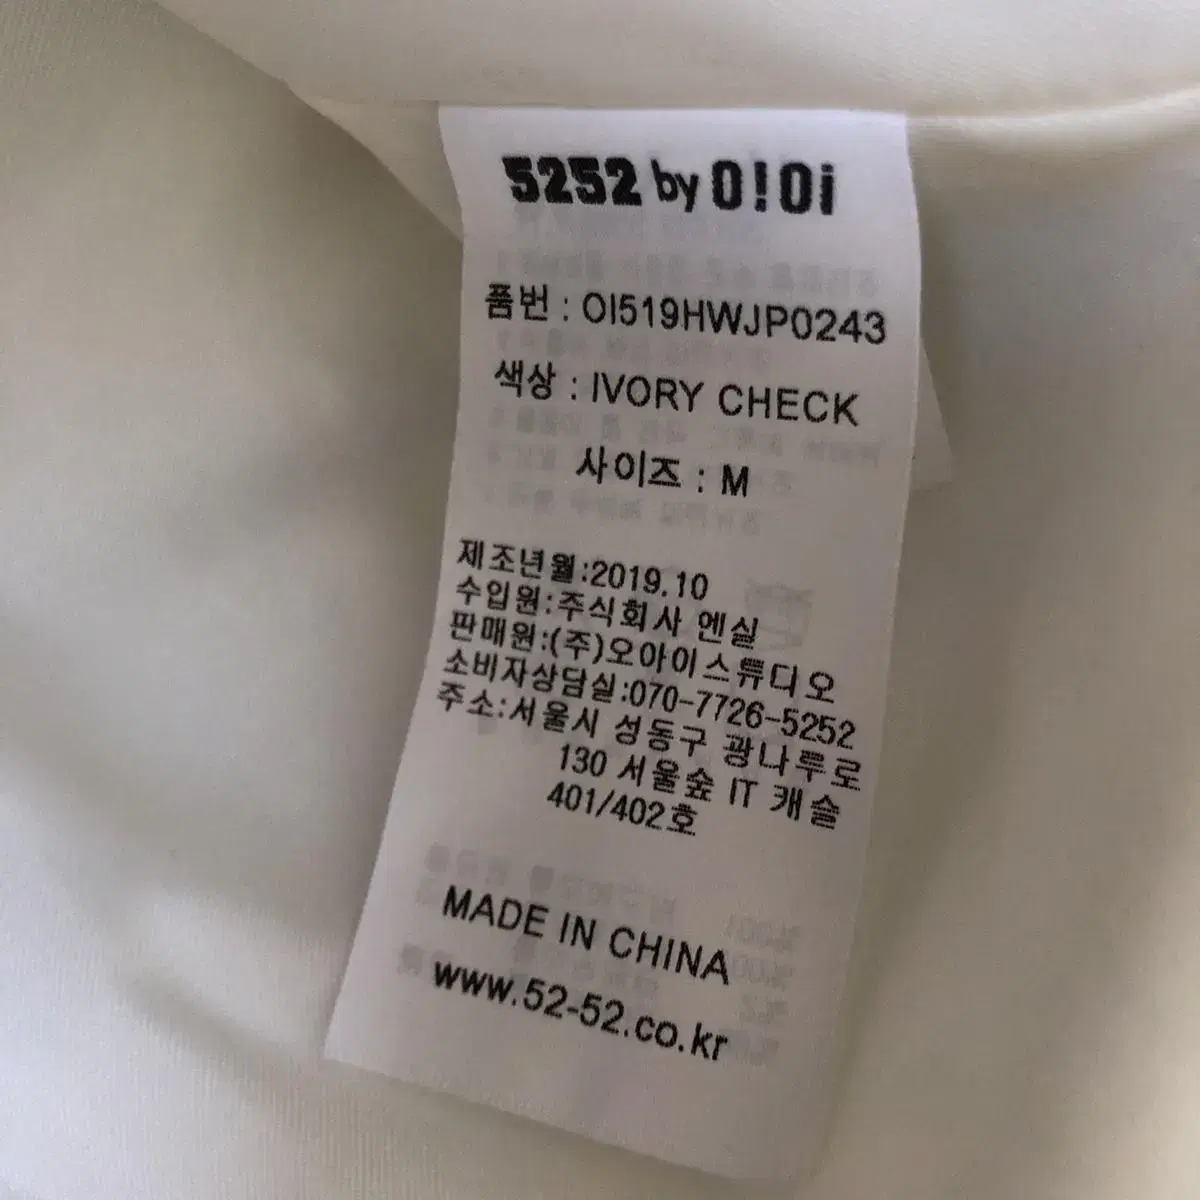 5252 by O!Oi
품번 : OI519HWJP0243
색상 : IVORY CHECK
사이즈 : M
제조년월:2019.10
수입원:주식회사 엔실
판매원:(주)오아이스튜디오
소비자상담실:070-7726-5252
주소:서울시 성동구 광나루로
130 서울숲 IT 캐슬
401/402호
MADE IN CHINA
www.52-52.co.kr